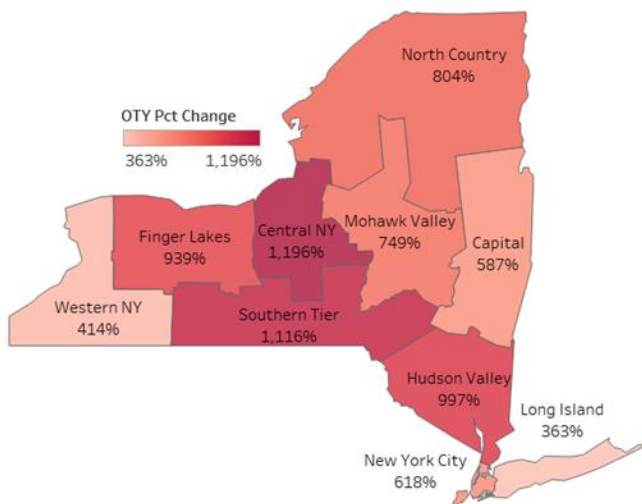 North Country
804%
OTY Pct Change
363%
1,196%
Finger Lakes
939%
Central NY
1,196%
Mohawk Valley
749%
Capital
587%
Western NY
414%
Southern Tier
1,116%
Hudson Valley
997%
Long Island
363%
New York City
618%